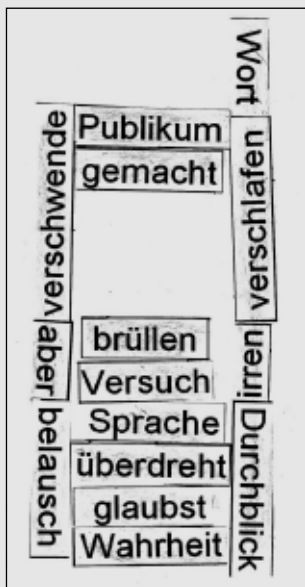 Wort
Publikum
gemacht
verschlafen
verschwende
brüllen
aber
irren
Versuch
Sprache
belausch
Durchblick
überdreht
glaubst
Wahrheit